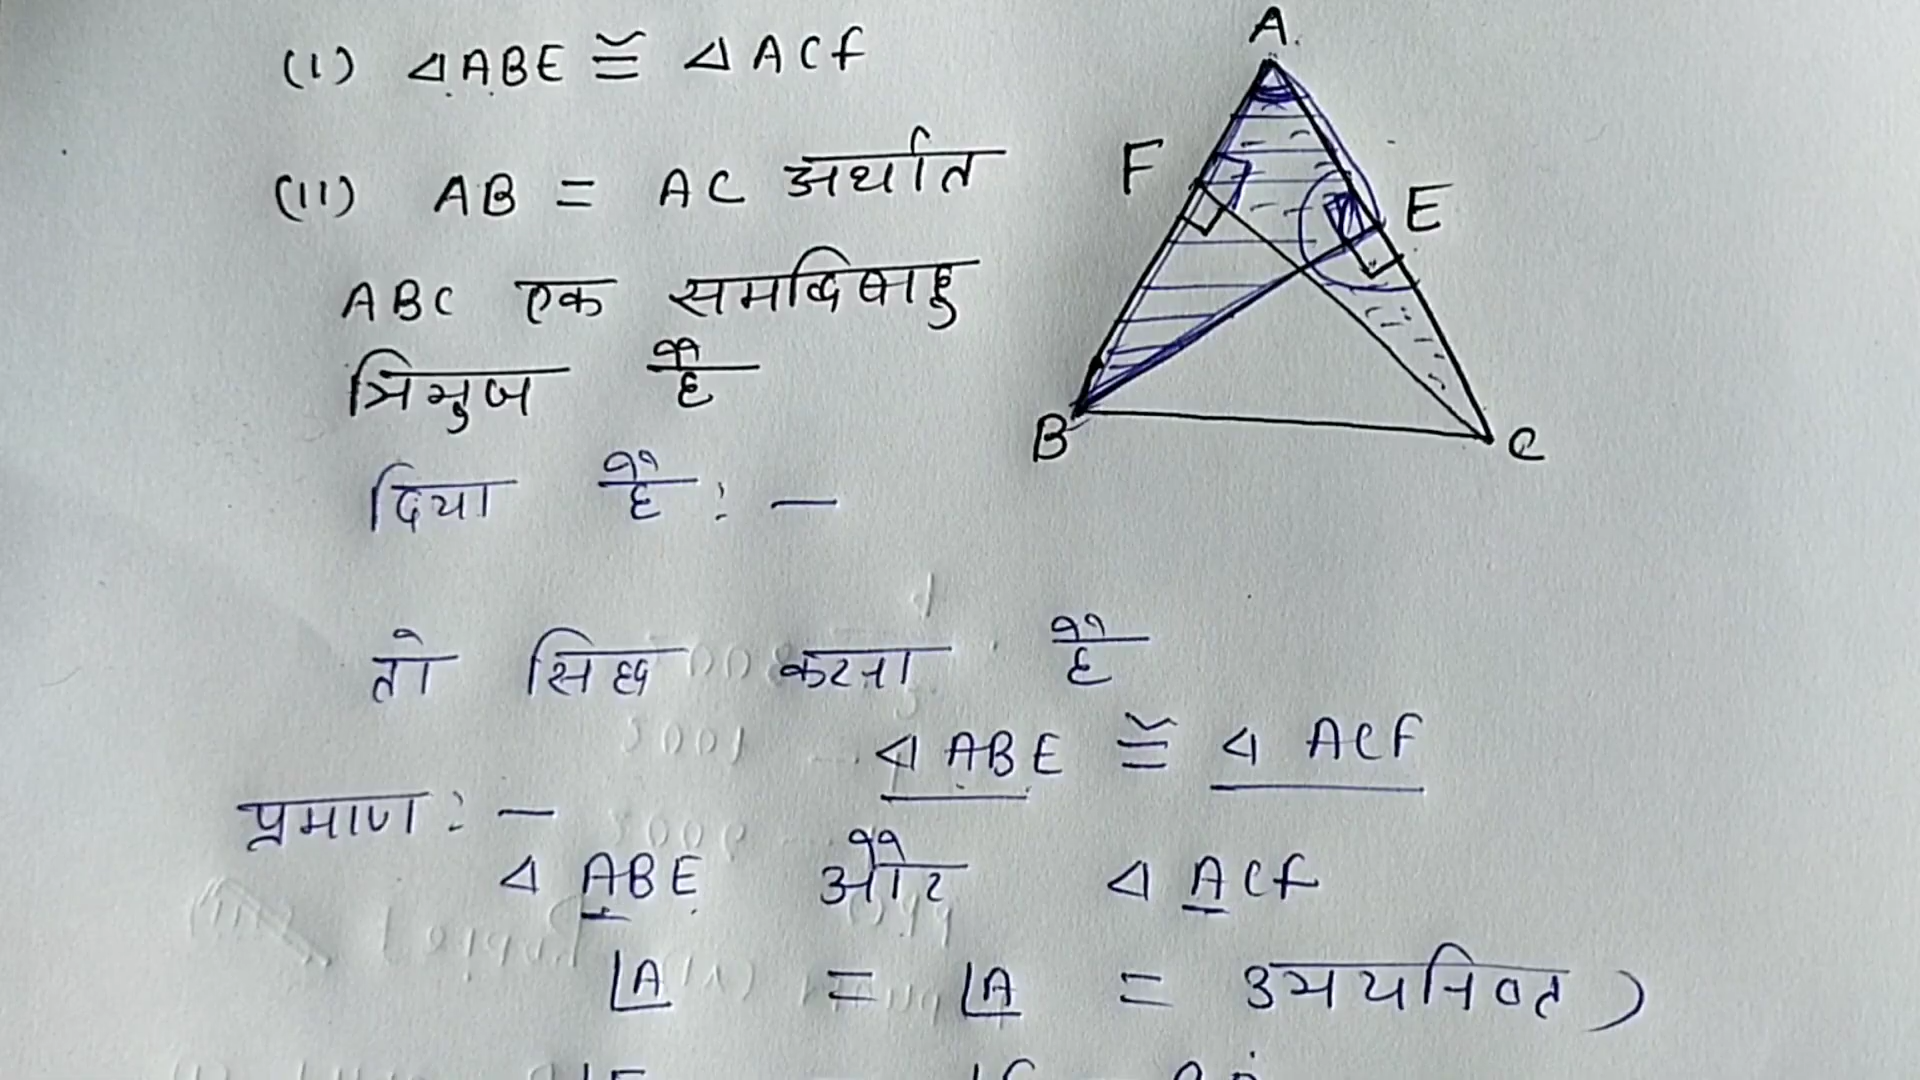 (I) △ABE ≅ △ACF
(II) AB = AC अर्थात
ABC एक समद्विबाहु
त्रिभुज है
दिया है : —
तो सिद्ध करना है
△ABE ≅ △ ACF
प्रमाण : —
△ ABE और △ ACF
∠A = ∠A = उभयनिष्ठ )
A
F
E
B
C